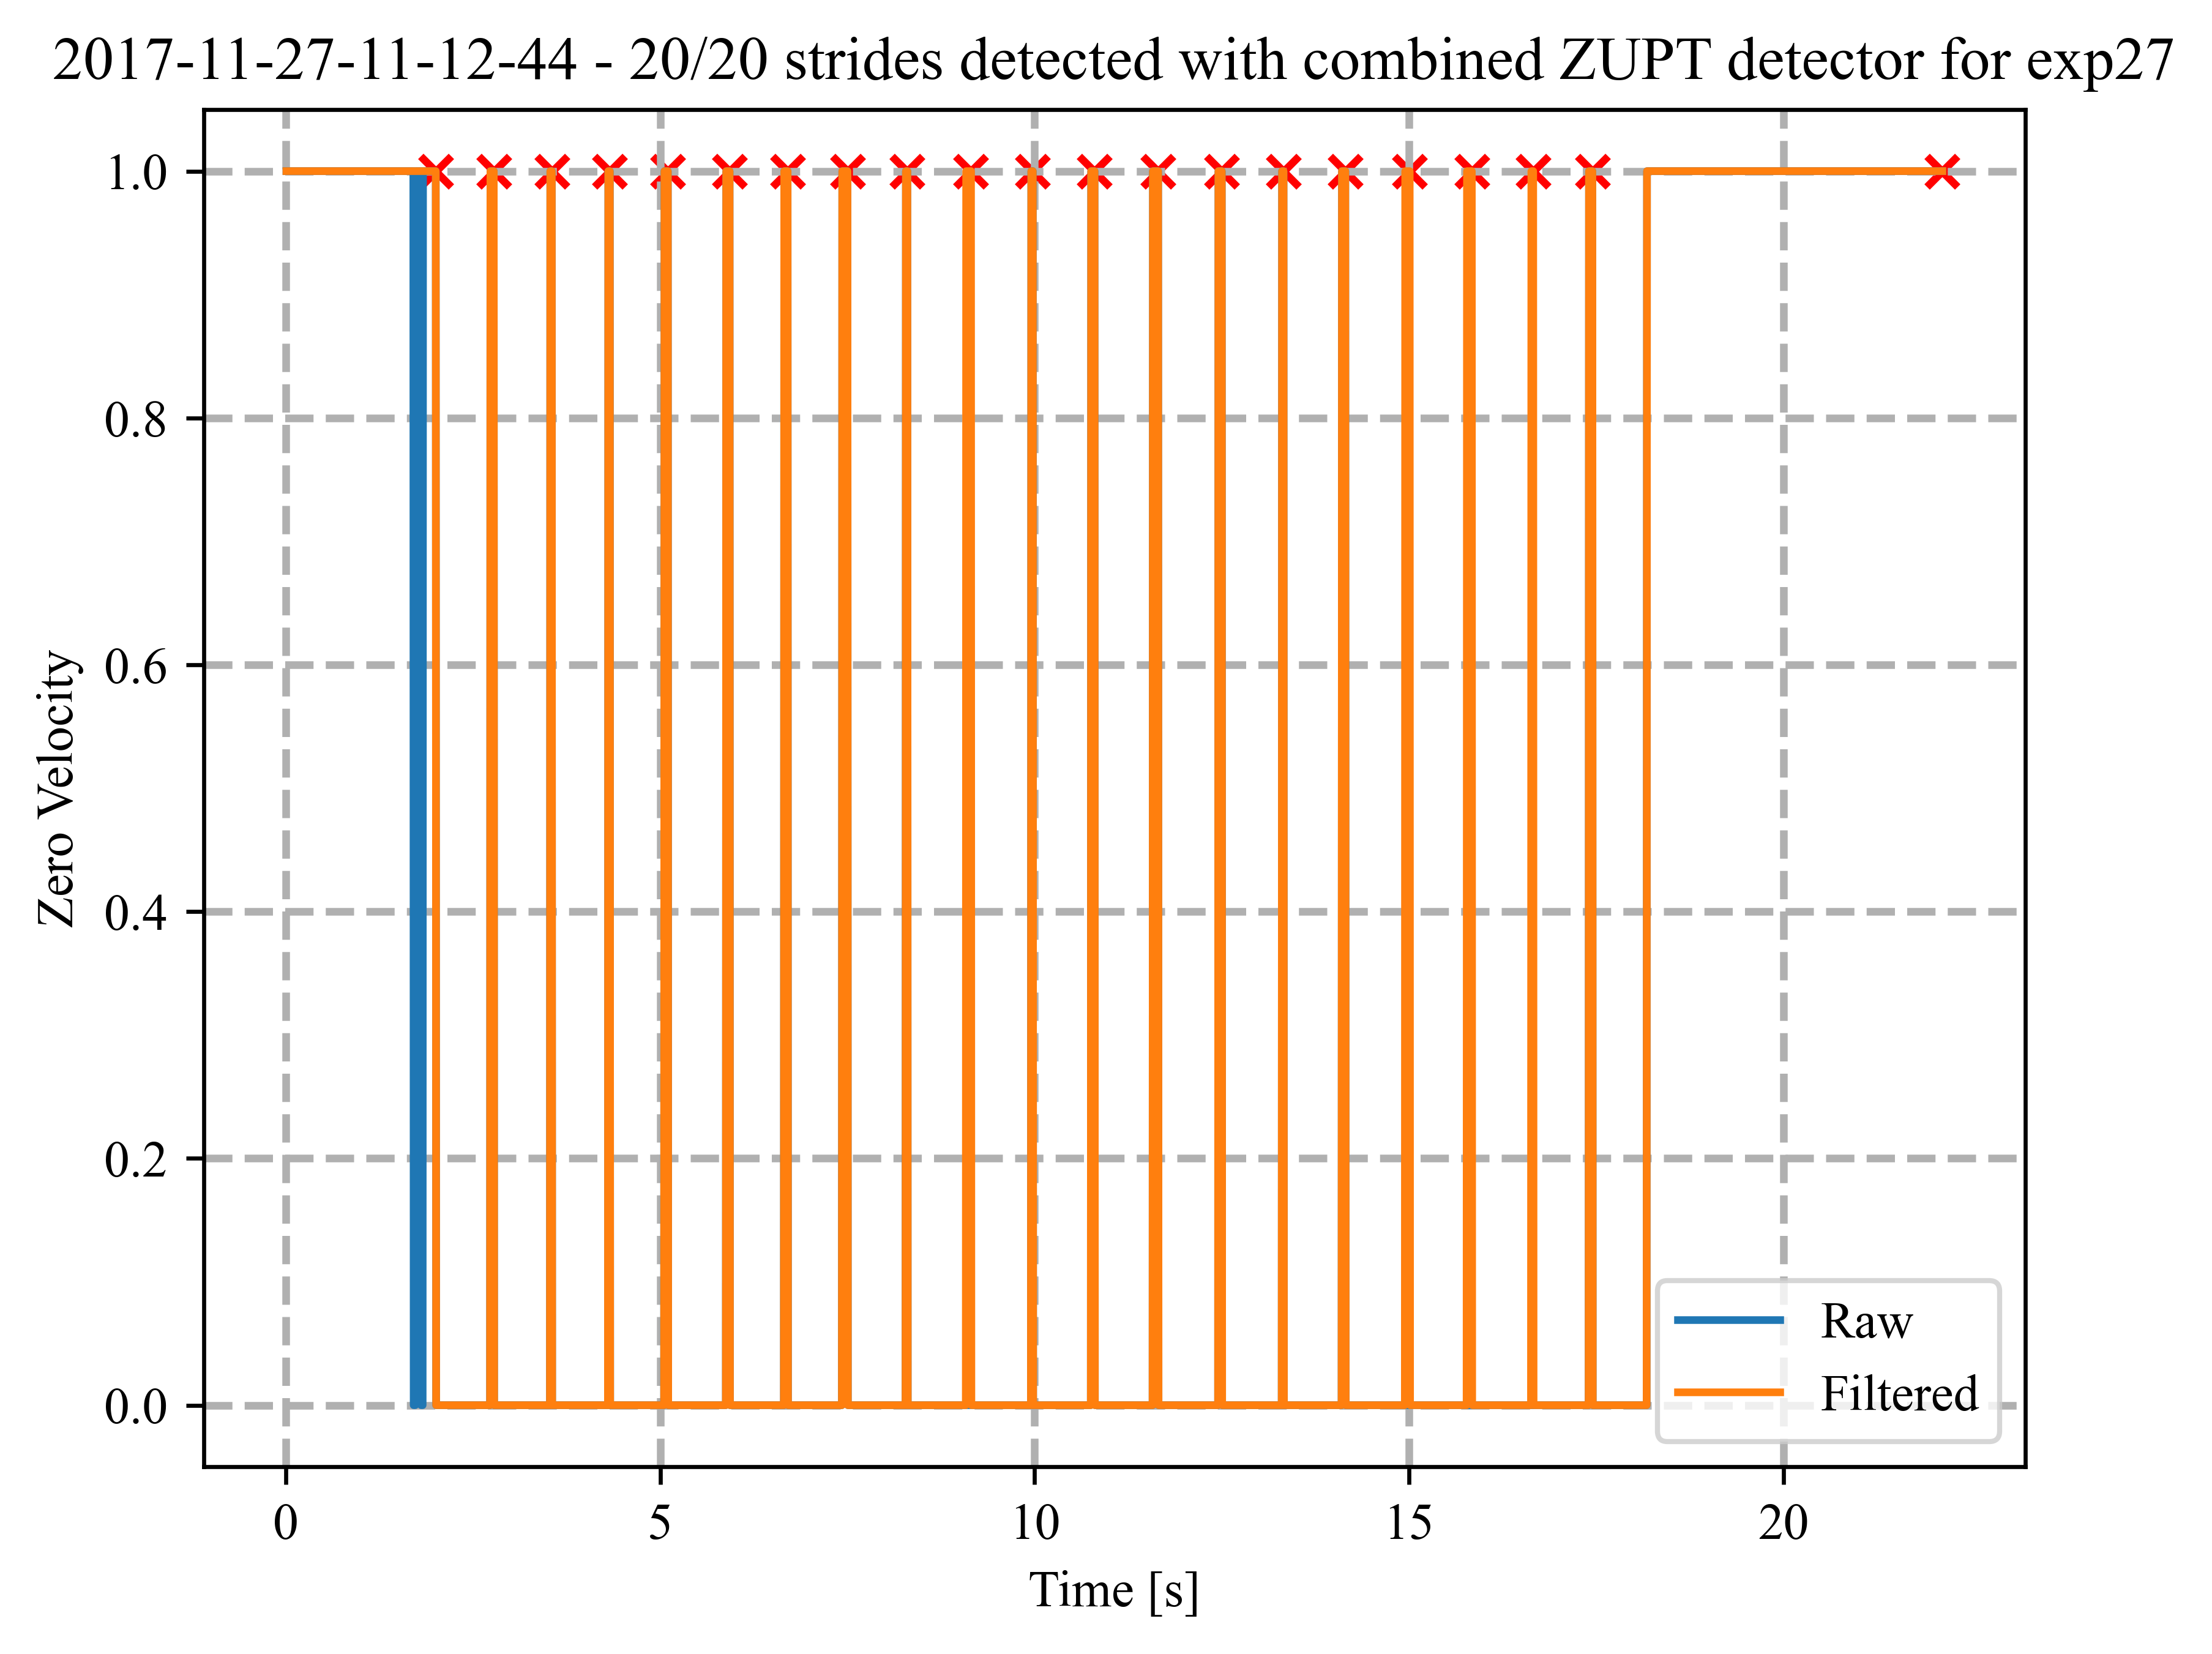 2017-11-27-11-12-44 - 20/20 strides detected with combined ZUPT detector for exp27
1.0
0.8
0.6
0.4
0.2
0.0
Zero Velocity
0 5 10 15 20
Time [s]
Raw
Filtered